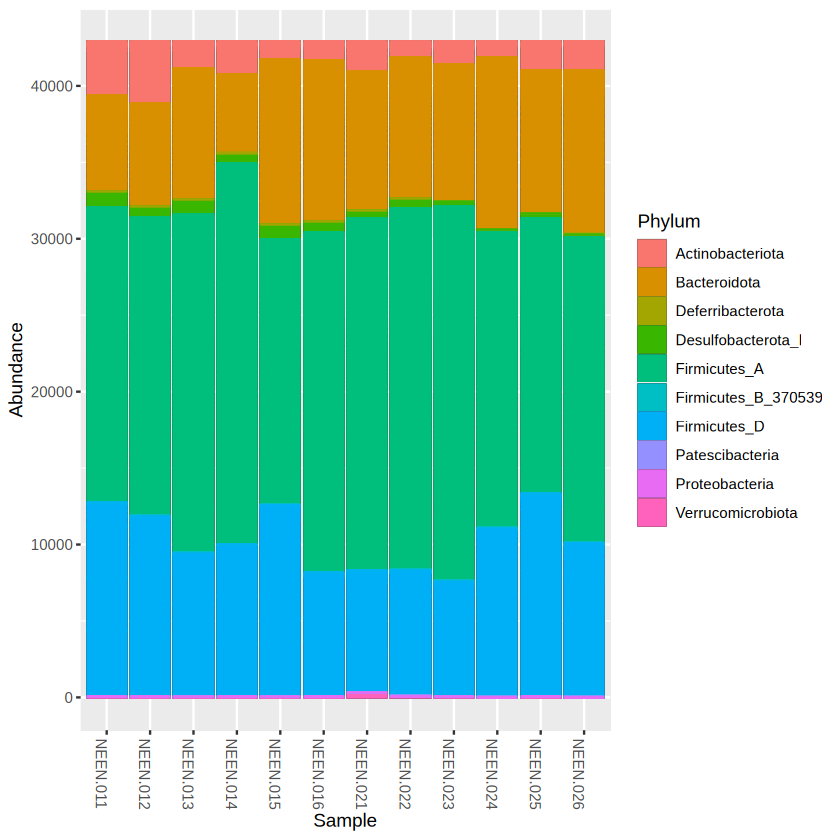 40000
30000
20000
10000
0
Abundance
NEEN.011
NEEN.012
NEEN.013
NEEN.014
NEEN.015
NEEN.016
NEEN.021
NEEN.022
NEEN.023
NEEN.024
NEEN.025
NEEN.026
Sample
Phylum
Actinobacteriota
Bacteroidota
Deferribacterota
Desulfobacterota_I
Firmicutes_A
Firmicutes_B_370539
Firmicutes_D
Patescibacteria
Proteobacteria
Verrucomicrobiota